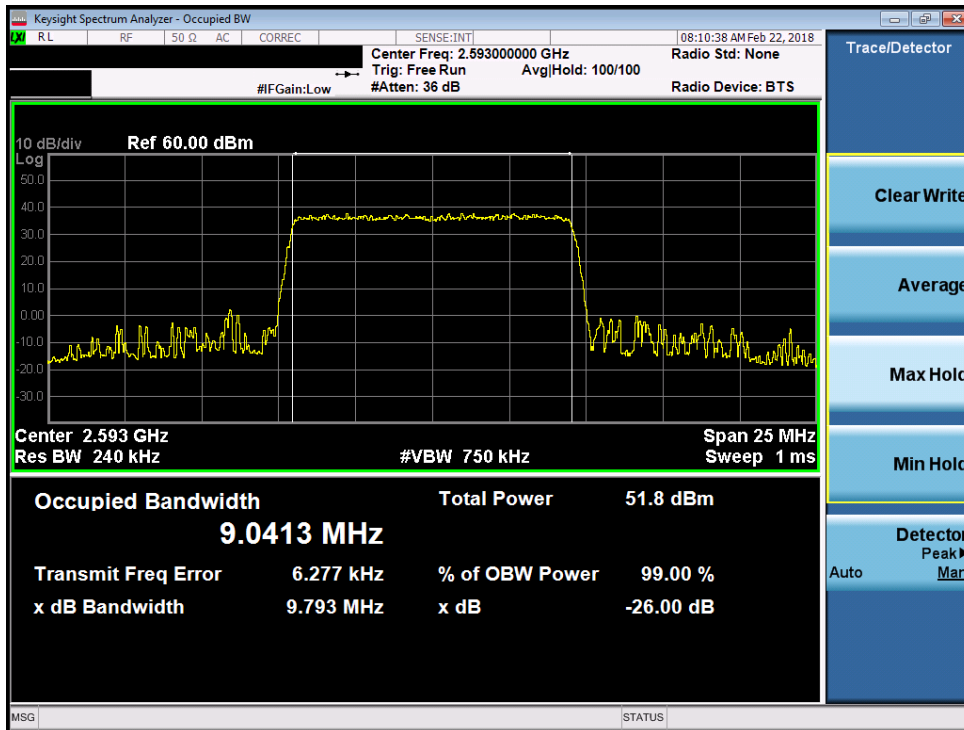 Keysight Spectrum Analyzer - Occupied BW
LXI RL RF 50 Ω AC CORREC SENSE:INT 08:10:38 AM Feb 22, 2018
Center Freq: 2.593000000 GHz Radio Std: None
Trig: Free Run Avg|Hold: 100/100
#IFGain:Low #Atten: 36 dB Radio Device: BTS
Trace/Detector
10 dB/div Ref 60.00 dBm
Log
50.0
40.0
30.0
20.0
10.0
0.00
-10.0
-20.0
-30.0
Center 2.593 GHz Span 25 MHz
Res BW 240 kHz #VBW 750 kHz Sweep 1 ms
Clear Write
Average
Max Hold
Min Hold
Detector
Peak
Auto Man
Occupied Bandwidth Total Power 51.8 dBm
9.0413 MHz
Transmit Freq Error 6.277 kHz % of OBW Power 99.00 %
x dB Bandwidth 9.793 MHz x dB -26.00 dB
MSG STATUS